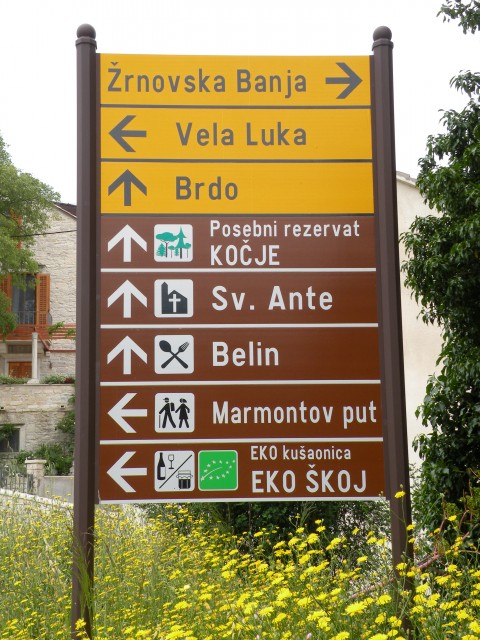 Žrnovska Banja
Vela Luka
Brdo
Posebni rezervat
KOČJE
Sv. Ante
Belin
Marmontov put
EKO kušaonica
EKO ŠKOJ